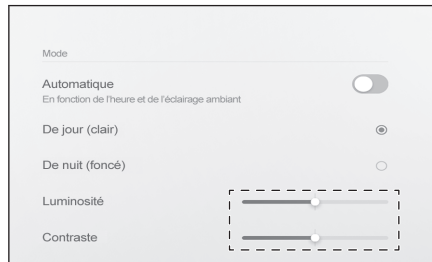 Mode
Automatique
En fonction de l'heure et de l'éclairage ambiant
De jour (clair)
De nuit (foncé)
Luminosité
Contraste